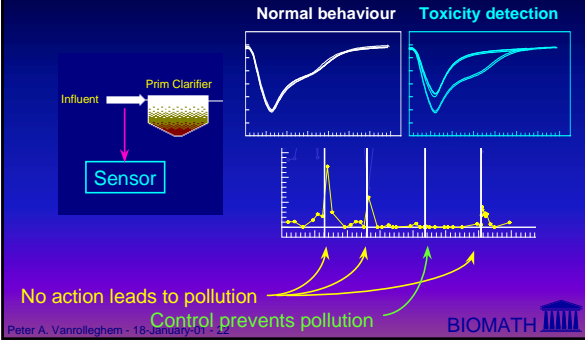 Normal behaviour
Toxicity detection
Prim Clarifier
Influent
Sensor
No action leads to pollution
Control prevents pollution
Peter A. Vanrolleghem - 18-January-01 - 22
BIOMATH